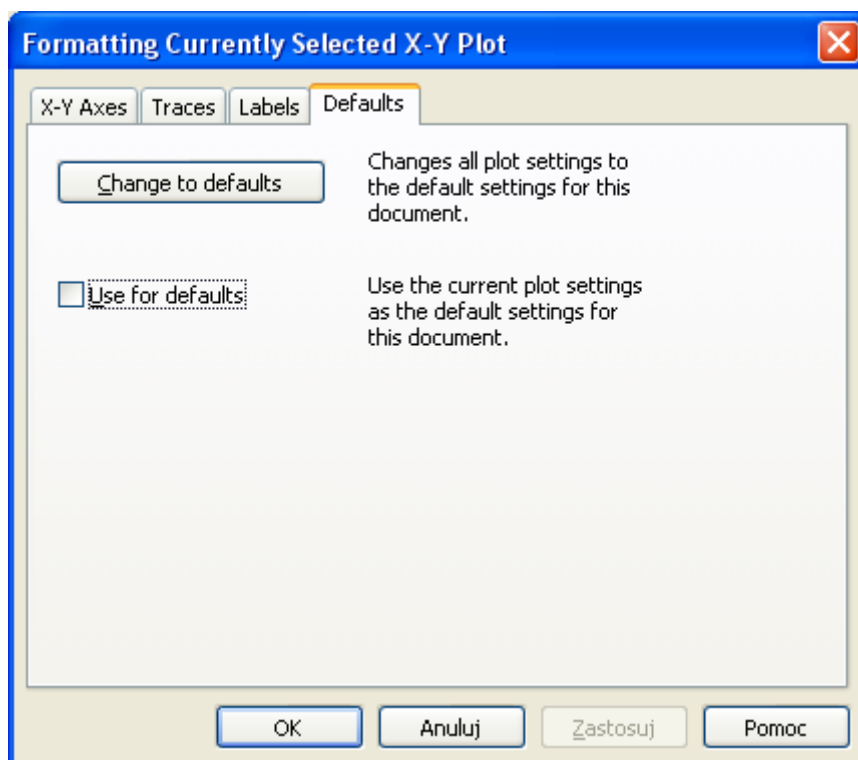 Formatting Currently Selected X-Y Plot
X-Y Axes Traces Labels Defaults
Change to defaults
Changes all plot settings to
the default settings for this
document.
Use for defaults
Use the current plot settings
as the default settings for
this document.
OK Anuluj Zastosuj Pomoc